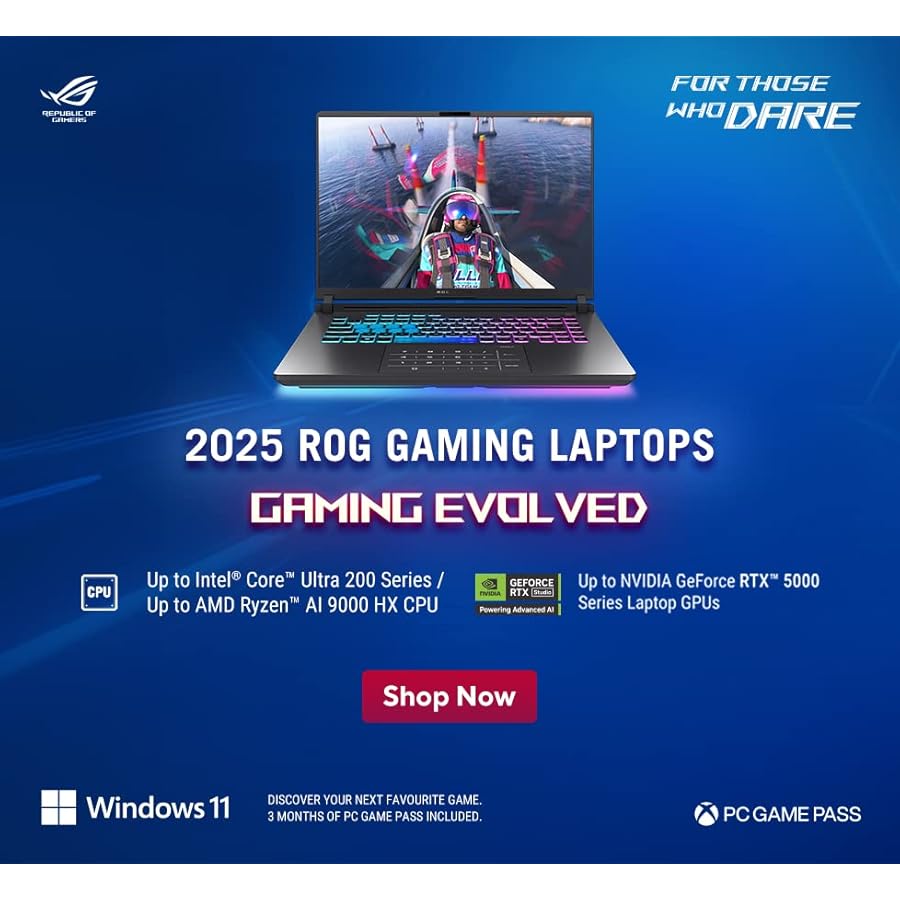 REPUBLIC OF
GAMERS
FOR THOSE
WHO DARE
2025 ROG GAMING LAPTOPS
GAMING EVOLVED
CPU
Up to Intel® Core™ Ultra 200 Series /
Up to AMD Ryzen™ AI 9000 HX CPU
NVIDIA
GEFORCE
RTX Studio
Powering Advanced AI
Up to NVIDIA GeForce RTX™ 5000
Series Laptop GPUs
Shop Now
Windows 11
DISCOVER YOUR NEXT FAVOURITE GAME.
3 MONTHS OF PC GAME PASS INCLUDED.
PC GAME PASS